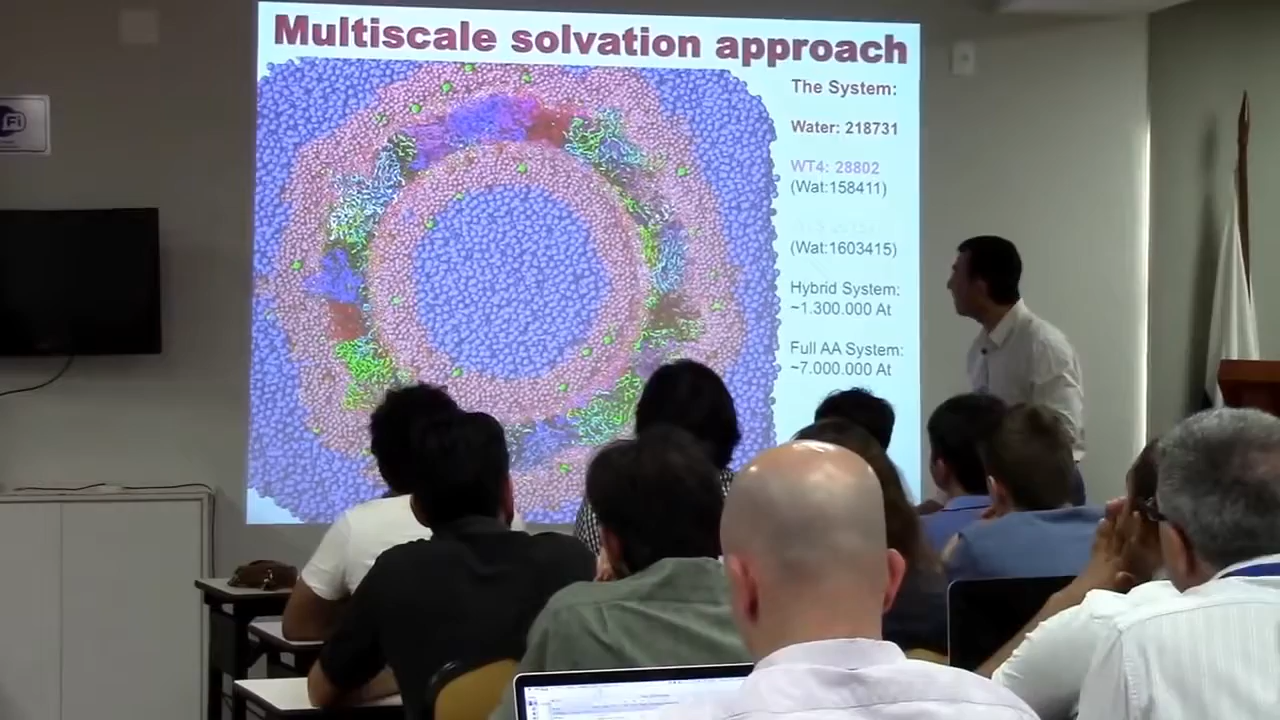 Multiscale solvation approach
The System:
Water: 218731
WT4: 28802
(Wat:158411)
(Wat:1603415)
Hybrid System:
~1.300.000 At
Full AA System:
~7.000.000 At
Fi